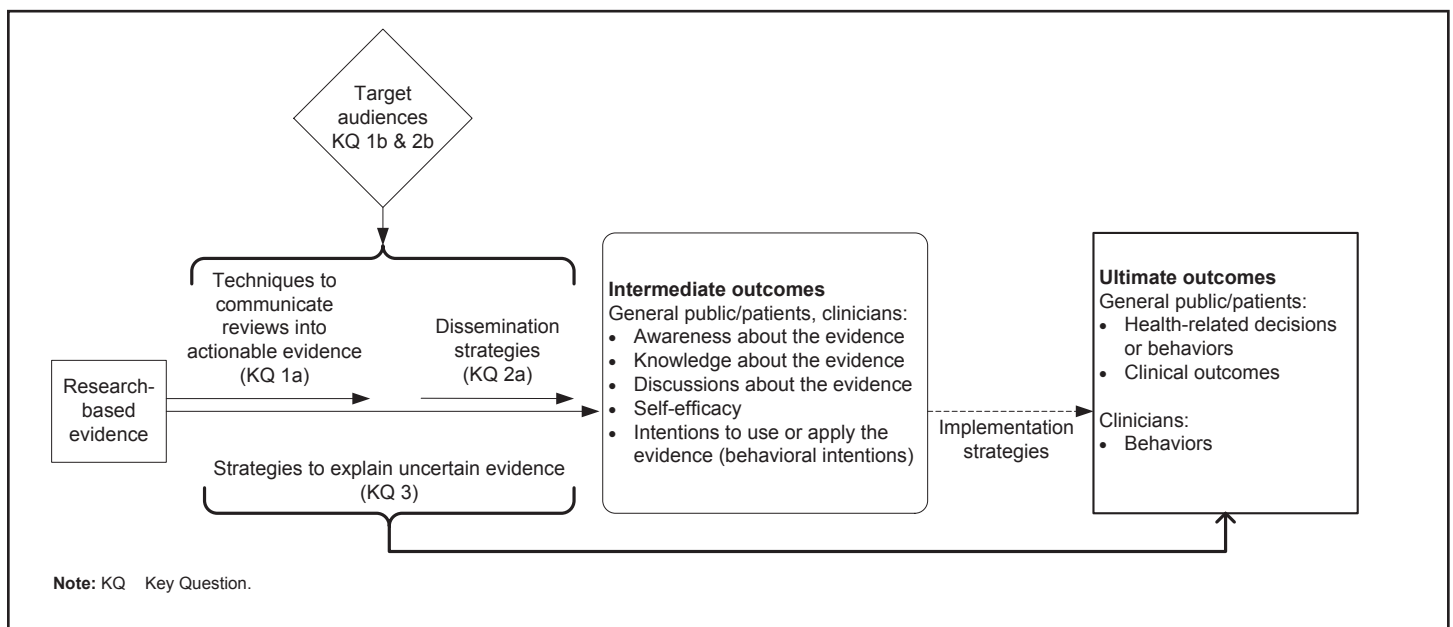 Target
audiences
KQ 1b & 2b
Techniques to
communicate
reviews into
actionable evidence
(KQ 1a)
Dissemination
strategies
(KQ 2a)
Research-
based
evidence
Strategies to explain uncertain evidence
(KQ 3)
Intermediate outcomes
General public/patients, clinicians:
• Awareness about the evidence
• Knowledge about the evidence
• Discussions about the evidence
• Self-efficacy
• Intentions to use or apply the
evidence (behavioral intentions)
Implementation
strategies
Ultimate outcomes
General public/patients:
• Health-related decisions
or behaviors
• Clinical outcomes
Clinicians:
• Behaviors
Note: KQ Key Question.